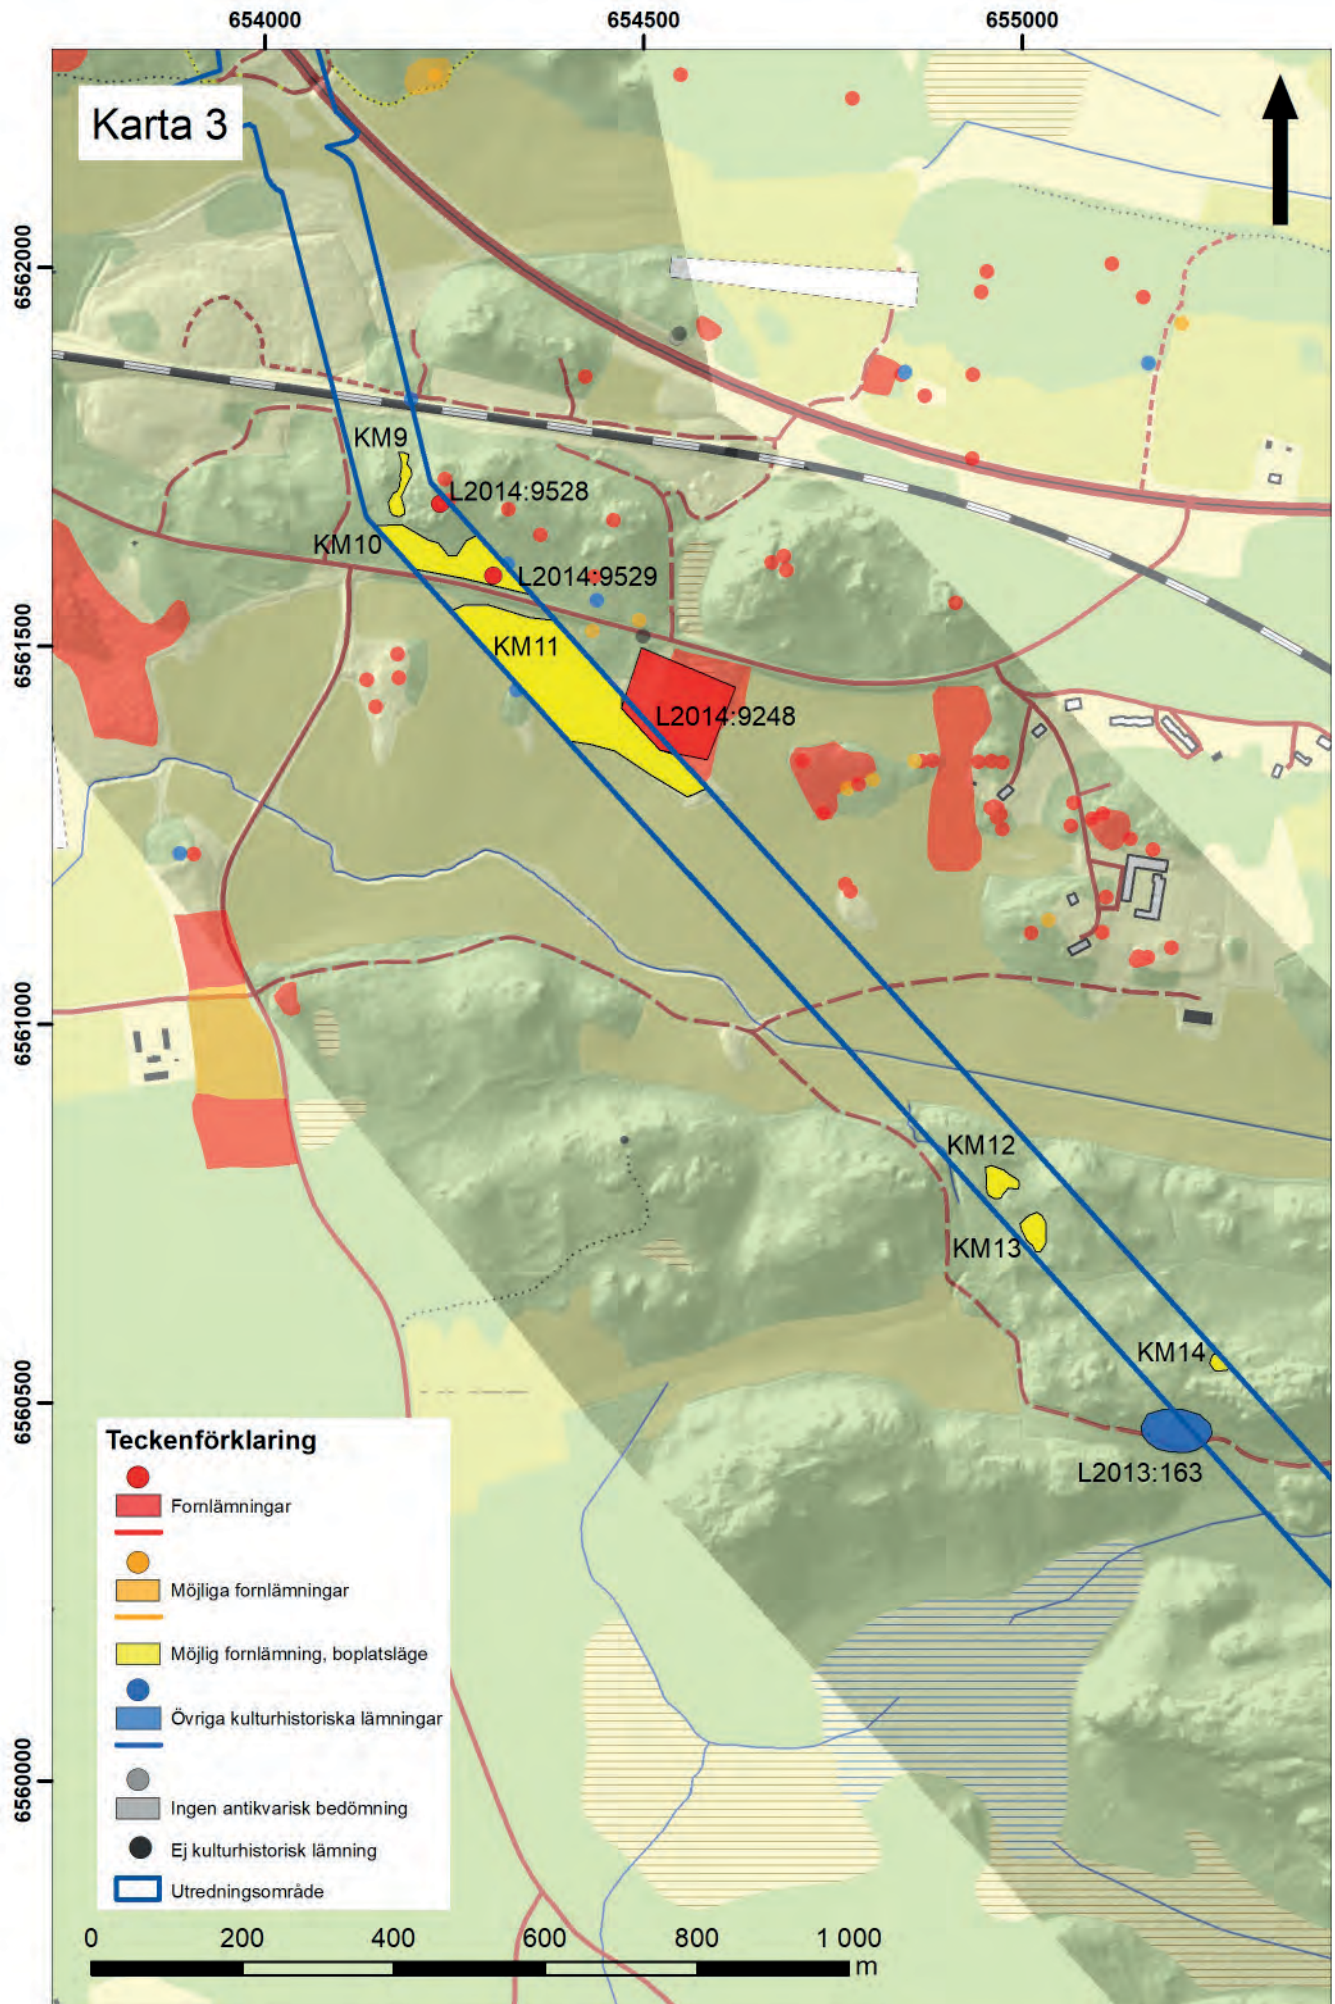 654000
654500
655000
Karta 3
6562000
KM9
L2014:9528
KM10
L2014:9529
6561500
KM11
L2014:9248
6561000
KM12
KM13
KM14
6560500
L2013:163
Teckenförklaring
Fornlämningar
Möjliga fornlämningar
Möjlig fornlämning, boplatsläge
Övriga kulturhistoriska lämningar
Ingen antikvarisk bedömning
Ej kulturhistorisk lämning
Utredningsområde
6560000
0 200 400 600 800 1 000
m